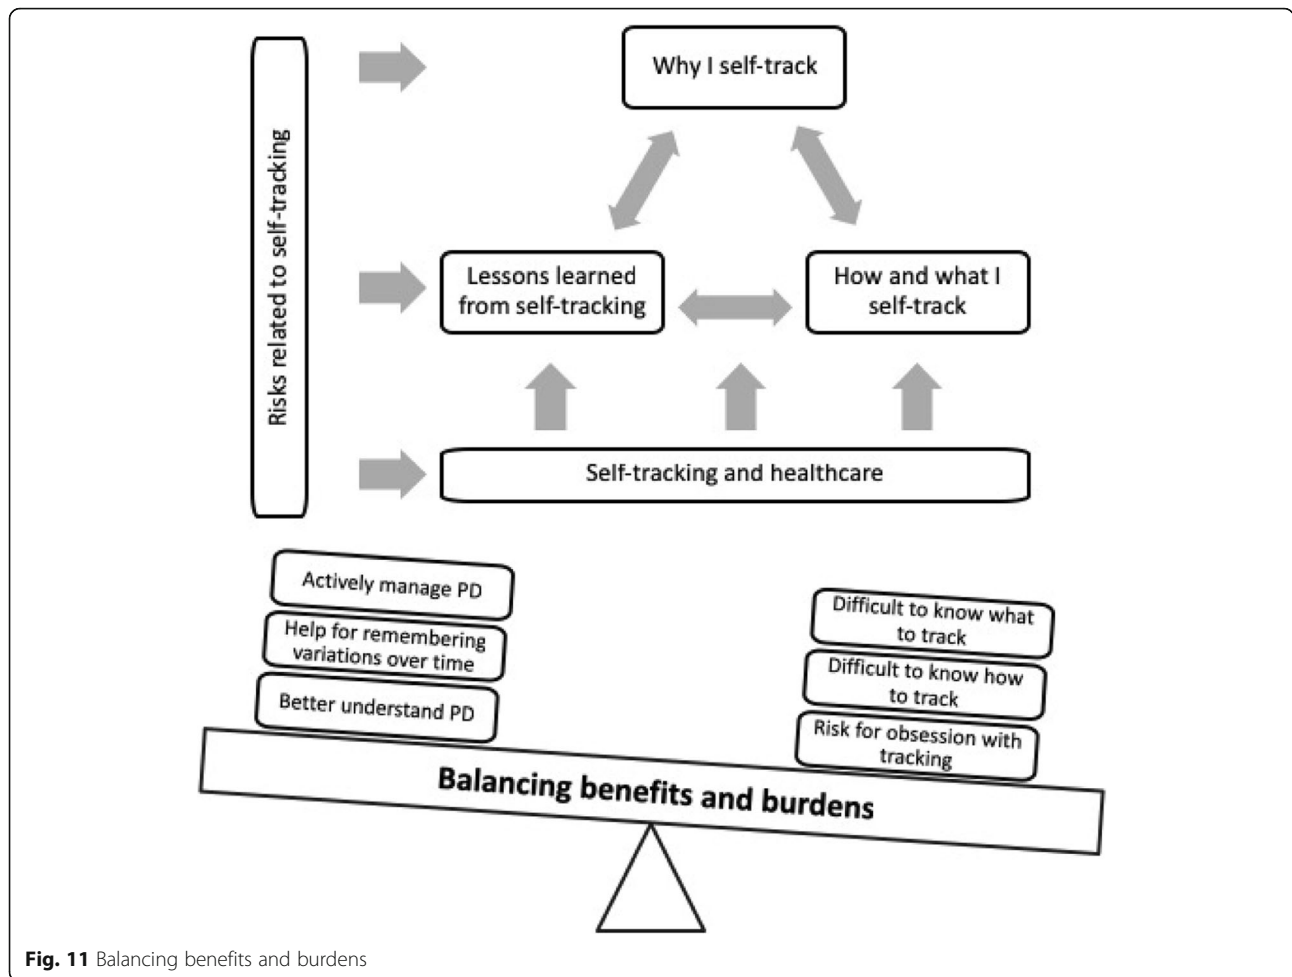 Why I self-track
Risks related to self-tracking
Lessons learned
from self-tracking
How and what I
self-track
Self-tracking and healthcare
Actively manage PD
Help for remembering
variations over time
Better understand PD
Difficult to know what
to track
Difficult to know how
to track
Risk for obsession with
tracking
Balancing benefits and burdens
Fig. 11 Balancing benefits and burdens